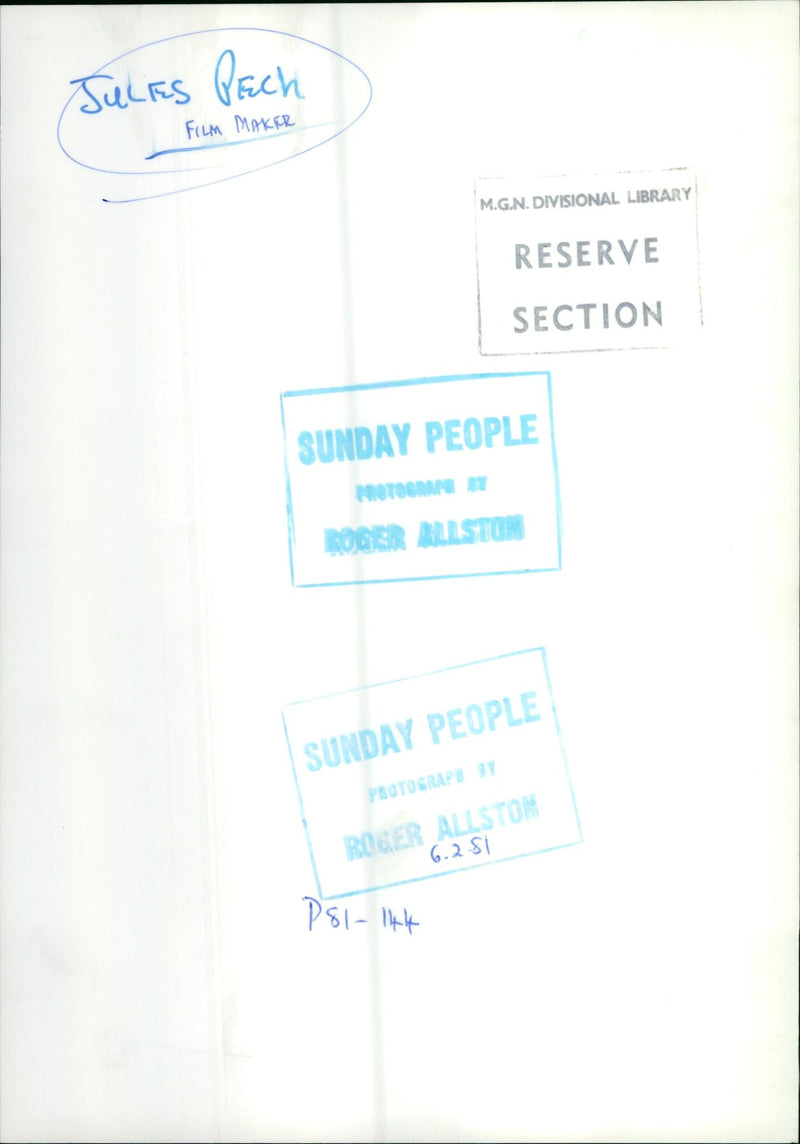 JULES PECH
FILM MAKER
M.G.N. DIVISIONAL LIBRARY
RESERVE
SECTION
SUNDAY PEOPLE
PHOTOGRAPH BY
ROGER ALLSTON
SUNDAY PEOPLE
PHOTOGRAPH BY
ROGER ALLSTON
6.2.81
P81-144